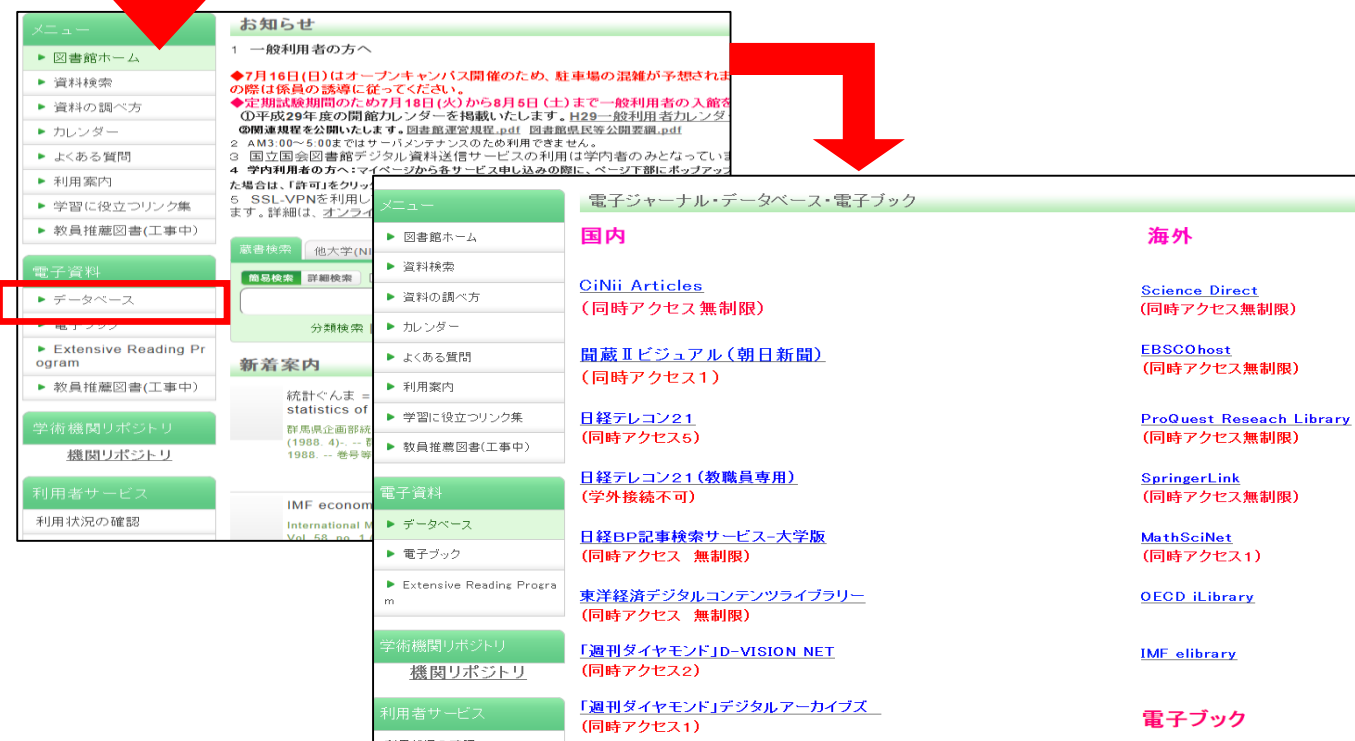 メニュー
図書館ホーム
資料検索
資料の調べ方
カレンダー
よくある質問
利用案内
学習に役立つリンク集
教員推薦図書(工事中)
電子資料
データベース
Extensive Reading Pr
ogram
教員推薦図書(工事中)
学術機関リポジトリ
機関リポジトリ
利用者サービス
利用状況の確認
お知らせ
1 一般利用者の方へ
◆7月16日(日)はオープンキャンパス開催のため、駐車場の混雑が予想されま
の際は係員の誘導に従ってください。
◆定期試験期間のため7月18日(火)から8月5日(土)まで一般利用者の入館を
①平成29年度の開館カレンダーを掲載いたします。H29一般利用者カレンダ
②関連規程を公開いたします。図書館運営規程.pdf 図書館県民等公開要綱.pdf
2 AM3:00～5:00まではサーバメンテナンスのため利用できません。
3 国立国会図書館デジタル資料送信サービスの利用は学内者のみとなってい
4 学内利用者の方へ:マイページから各サービス申し込みの際に、ページ下部にポップアップ
た場合は、「許可」をクリッ
5 SSL-VPNを利用し
ます。詳細は、オンライ
蔵書検索 他大学(NI
簡易検索 詳細検索
分類検索
新着案内
統計ぐんま =
statistics of
群馬県企画部統
(1988. 4)-. --
1988. -- 巻号等
IMF econom
International M
Vol. 58, no. 1
メニュー
図書館ホーム
資料検索
資料の調べ方
カレンダー
よくある質問
利用案内
学習に役立つリンク集
教員推薦図書(工事中)
電子資料
データベース
電子ブック
Extensive Reading Progra
m
学術機関リポジトリ
機関リポジトリ
利用者サービス
電子ジャーナル・データベース・電子ブック
国内
CiNii Articles
(同時アクセス無制限)
聞蔵Ⅱビジュアル(朝日新聞)
(同時アクセス1)
日経テレコン21
(同時アクセス5)
日経テレコン21(教職員専用)
(学外接続不可)
日経BP記事検索サービス-大学版
(同時アクセス 無制限)
東洋経済デジタルコンテンツライブラリー
(同時アクセス 無制限)
「週刊ダイヤモンド」D-VISION NET
(同時アクセス2)
「週刊ダイヤモンド」デジタルアーカイブズ
(同時アクセス1)
海外
Science Direct
(同時アクセス無制限)
EBSCOhost
(同時アクセス無制限)
ProQuest Reseach Library
(同時アクセス無制限)
SpringerLink
(同時アクセス無制限)
MathSciNet
(同時アクセス1)
OECD iLibrary
IMF elibrary
電子ブック